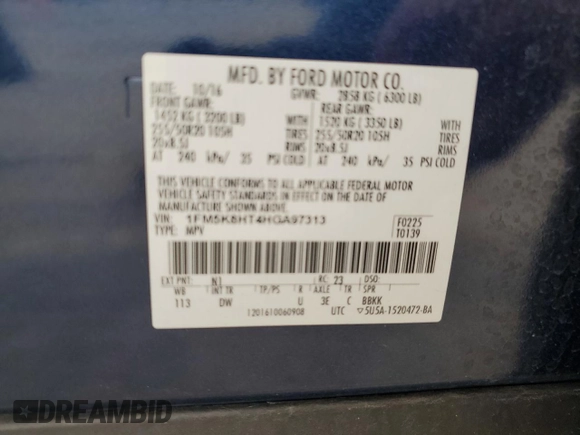 MFD. BY FORD MOTOR CO.
DATE: 10/16 GVWR: 2858 KG ( 6300 LB)
FRONT GAWR: REAR GAWR:
1452 KG ( 3200 LB) WITH 1520 KG ( 3350 LB) WITH
255/50R20 105H TIRES 255/50R20 105H TIRES
20x8.5J RIMS 20x8.5J RIMS
AT 240 kPa/ 35 PSI COLD AT 240 kPa/ 35 PSI COLD
THIS VEHICLE CONFORMS TO ALL APPLICABLE FEDERAL MOTOR
VEHICLE SAFETY STANDARDS IN EFFECT ON THE DATE OF
MANUFACTURE SHOWN ABOVE.
VIN: 1FM5K8HT4HGA97313 F0225
TYPE: MPV T0139
EXT PNT: N1 RC: 23 DSO:
WB INT TR TP/PS R AXLE TR SPR
113 DW U 3E C BBKK
1201610060908 UTC ▽5U5A-1520472-BA
DREAMBID